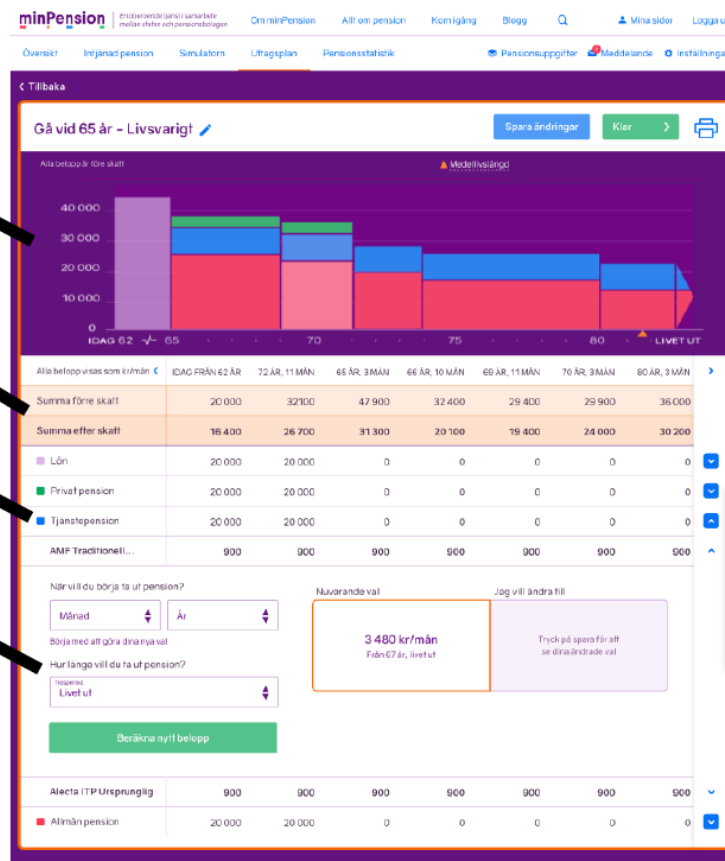 minPension Ett oberoende tjänst i samarbete
mellan staten och pensionsbolagen
Om minPension Allt om pension Kom igång Blogg Mina sidor Logga u
Översikt Intjänad pension Simulatorn Uttagsplan Pensionsstatistik Pensionsuppgifter Meddelande Inställninga
Tillbaka
Gå vid 65 år - Livsvarigt Spara ändringar Klar
Alla belopp är före skatt Medellivslängd
40 000
30 000
20 000
10 000
0
IDAG 62 65 70 75 80 LIVET UT
Alla belopp visas som kr/mån IDAG FRÅN 62 ÅR 72 ÅR, 11 MÅN 65 ÅR, 3 MÅN 66 ÅR, 10 MÅN 69 ÅR, 11 MÅN 70 ÅR, 3 MÅN 80 ÅR, 3 MÅN
Summa förre skatt 20 000 32100 47 900 32 400 29 400 29 900 36 000
Summa efter skatt 16 400 26 700 31 300 20 100 19 400 24 000 30 200
Lön 20 000 20 000 0 0 0 0 0
Privat pension 20 000 20 000 0 0 0 0 0
Tjänstepension 20 000 20 000 0 0 0 0 0
AMF Traditionell... 900 900 900 900 900 900 900
När vill du börja ta ut pension? Nuvarande val Jag vill ändra till
Månad År
Börja med att göra dina nya val
3 480 kr/mån
Från 67 år, livet ut
Tryck på spara för att
se dina ändrade val
Hur länge vill du ta ut pension?
Tidsperiod
Livet ut
Beräkna nytt belopp
Alecta ITP Ursprunglig 900 900 900 900 900 900 900
Allmän pension 20 000 20 000 0 0 0 0 0